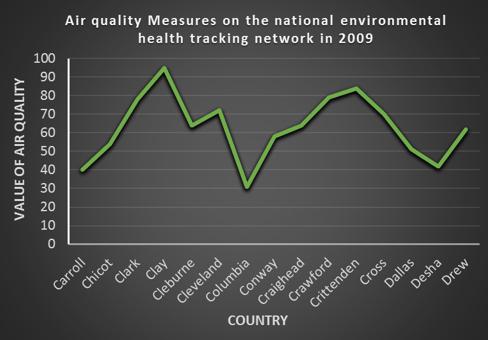 Air quality Measures on the national environmental
health tracking network in 2009
VALUE OF AIR QUALITY
100
90
80
70
60
50
40
30
20
10
0
Carroll
Chicot
Clark
Clay
Cleburne
Cleveland
Columbia
Conway
Craighead
Crawford
Crittenden
Cross
Dallas
Desha
Drew
COUNTRY